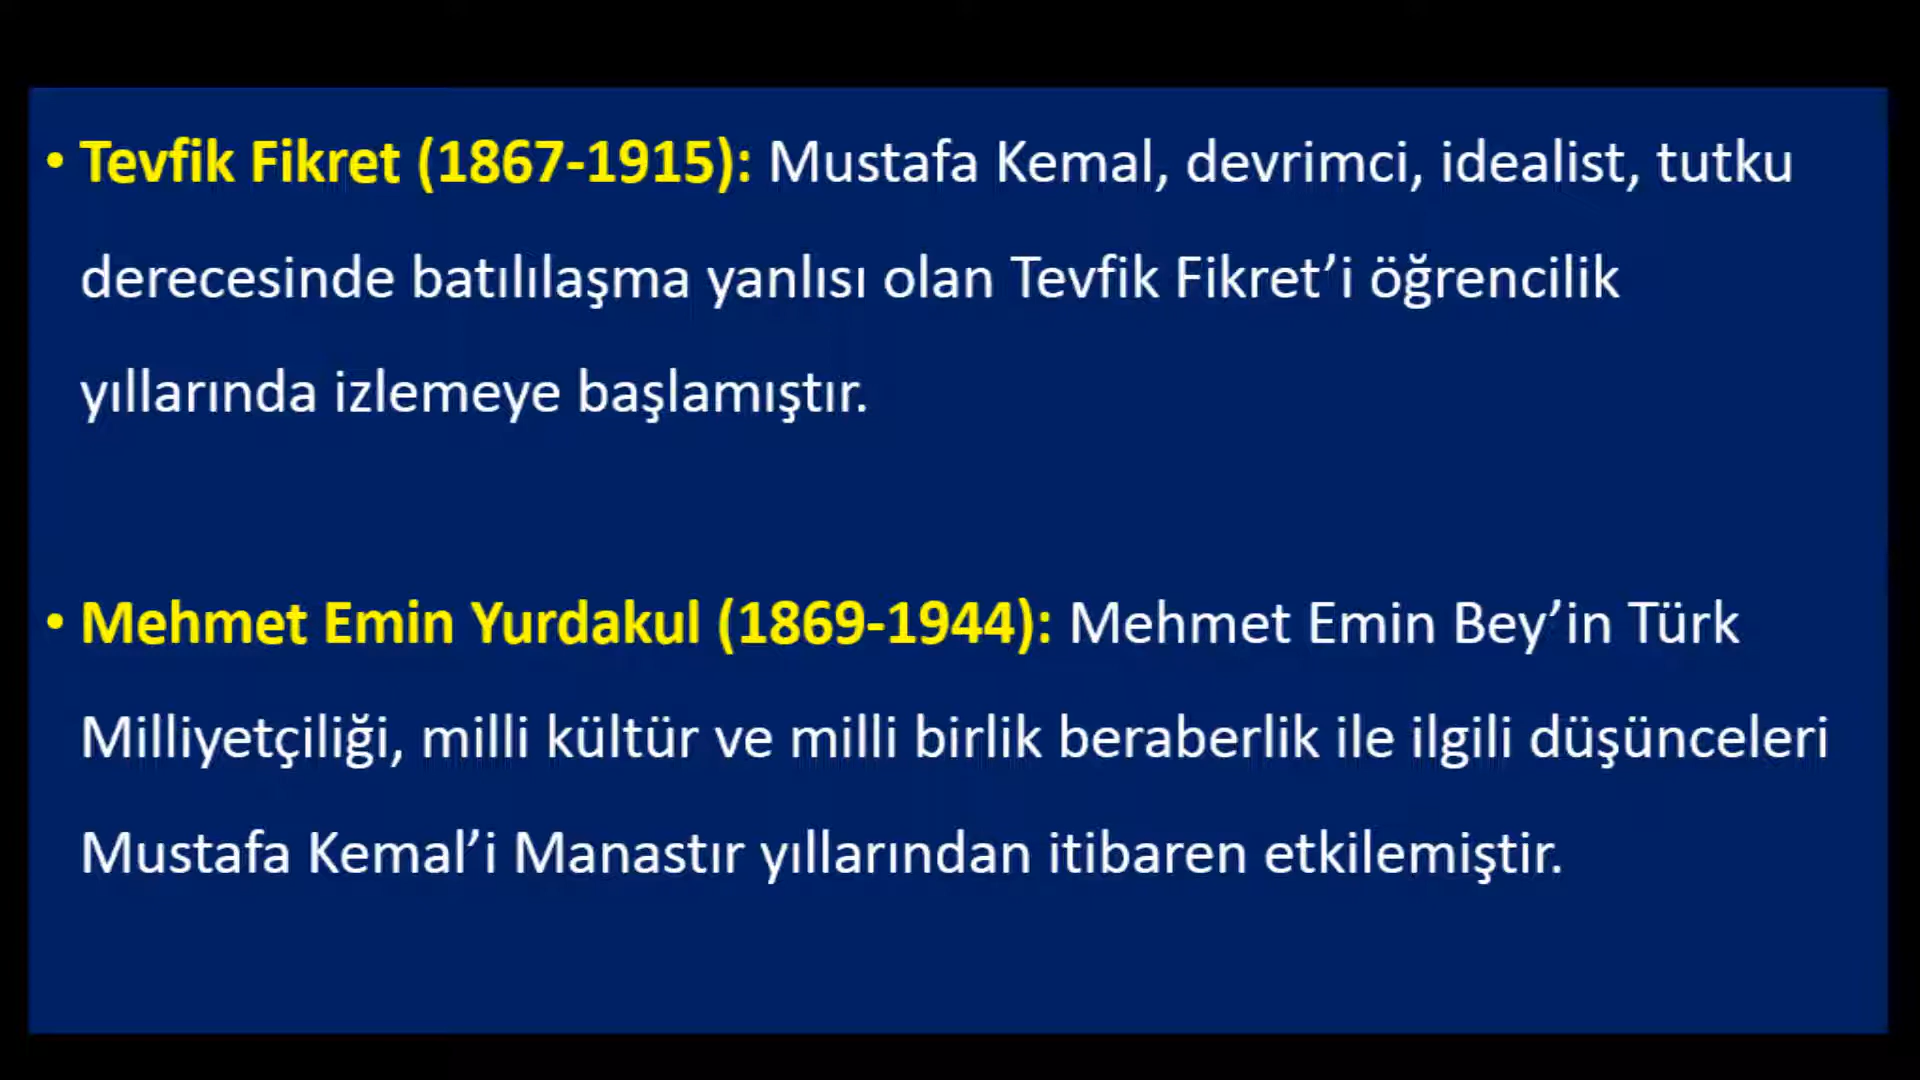 • Tevfik Fikret (1867-1915): Mustafa Kemal, devrimci, idealist, tutku
derecesinde batılılaşma yanlısı olan Tevfik Fikret’i öğrencilik
yıllarında izlemeye başlamıştır.
• Mehmet Emin Yurdakul (1869-1944): Mehmet Emin Bey’in Türk
Milliyetçiliği, milli kültür ve milli birlik beraberlik ile ilgili düşünceleri
Mustafa Kemal’i Manastır yıllarından itibaren etkilemiştir.